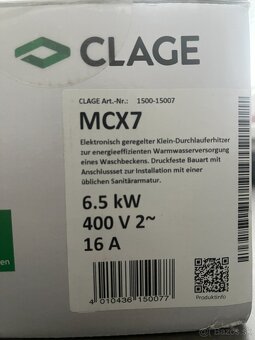 CLAGE
CLAGE Art.-Nr.: 1500-15007
MCX7
Elektronisch geregelter Klein-Durchlauferhitzer
zur energieeffizienten Warmwasserversorgung
eines Waschbeckens. Druckfeste Bauart mit
Anschlussset zur Installation mit einer
üblichen Sanitärarmatur.
6.5 kW
400 V 2~
16 A
4 010436 150077
Produktinfo